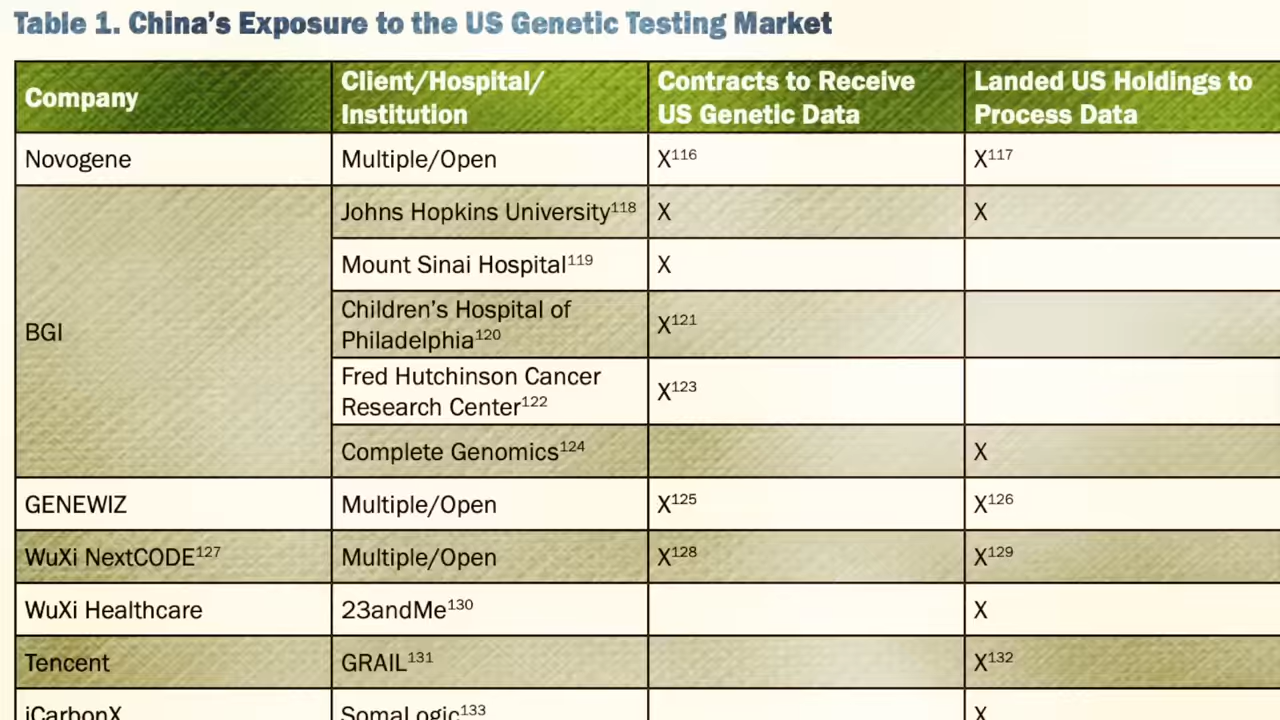 Table 1. China’s Exposure to the US Genetic Testing Market
Company
Client/Hospital/
Institution
Contracts to Receive
US Genetic Data
Landed US Holdings to
Process Data
Novogene
Multiple/Open
X116
X117
BGI
Johns Hopkins University118
X
X
Mount Sinai Hospital119
X
Children’s Hospital of
Philadelphia120
X121
Fred Hutchinson Cancer
Research Center122
X123
Complete Genomics124
X
GENEWIZ
Multiple/Open
X125
X126
WuXi NextCODE127
Multiple/Open
X128
X129
WuXi Healthcare
23andMe130
X
Tencent
GRAIL131
X132
iCarbonX
SomaLogic133
X